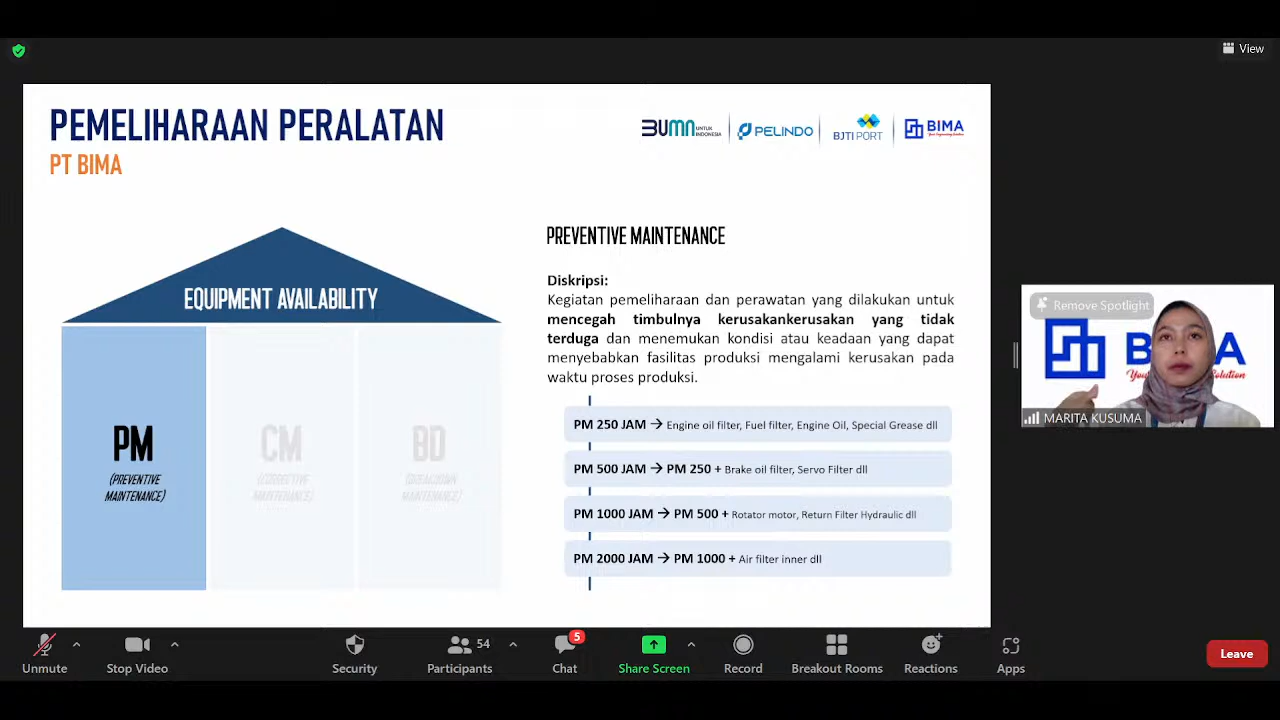 View
PEMELIHARAAN PERALATAN
PT BIMA
BUMN UNTUK INDONESIA
PELINDO
BJTI PORT
BIMA
EQUIPMENT AVAILABILITY
PM
(PREVENTIVE
MAINTENANCE)
CM
(CORRECTIVE
MAINTENANCE)
BD
(BREAKDOWN
MAINTENANCE)
PREVENTIVE MAINTENANCE
Diskripsi:
Kegiatan pemeliharaan dan perawatan yang dilakukan untuk
mencegah timbulnya kerusakankerusakan yang tidak
terduga dan menemukan kondisi atau keadaan yang dapat
menyebabkan fasilitas produksi mengalami kerusakan pada
waktu proses produksi.
PM 250 JAM → Engine oil filter, Fuel filter, Engine Oil, Special Grease dll
PM 500 JAM → PM 250 + Brake oil filter, Servo Filter dll
PM 1000 JAM → PM 500 + Rotator motor, Return Filter Hydraulic dll
PM 2000 JAM → PM 1000 + Air filter inner dll
Remove Spotlight
MARITA KUSUMA
Unmute
Stop Video
Security
54
Participants
5
Chat
Share Screen
Record
Breakout Rooms
Reactions
Apps
Leave